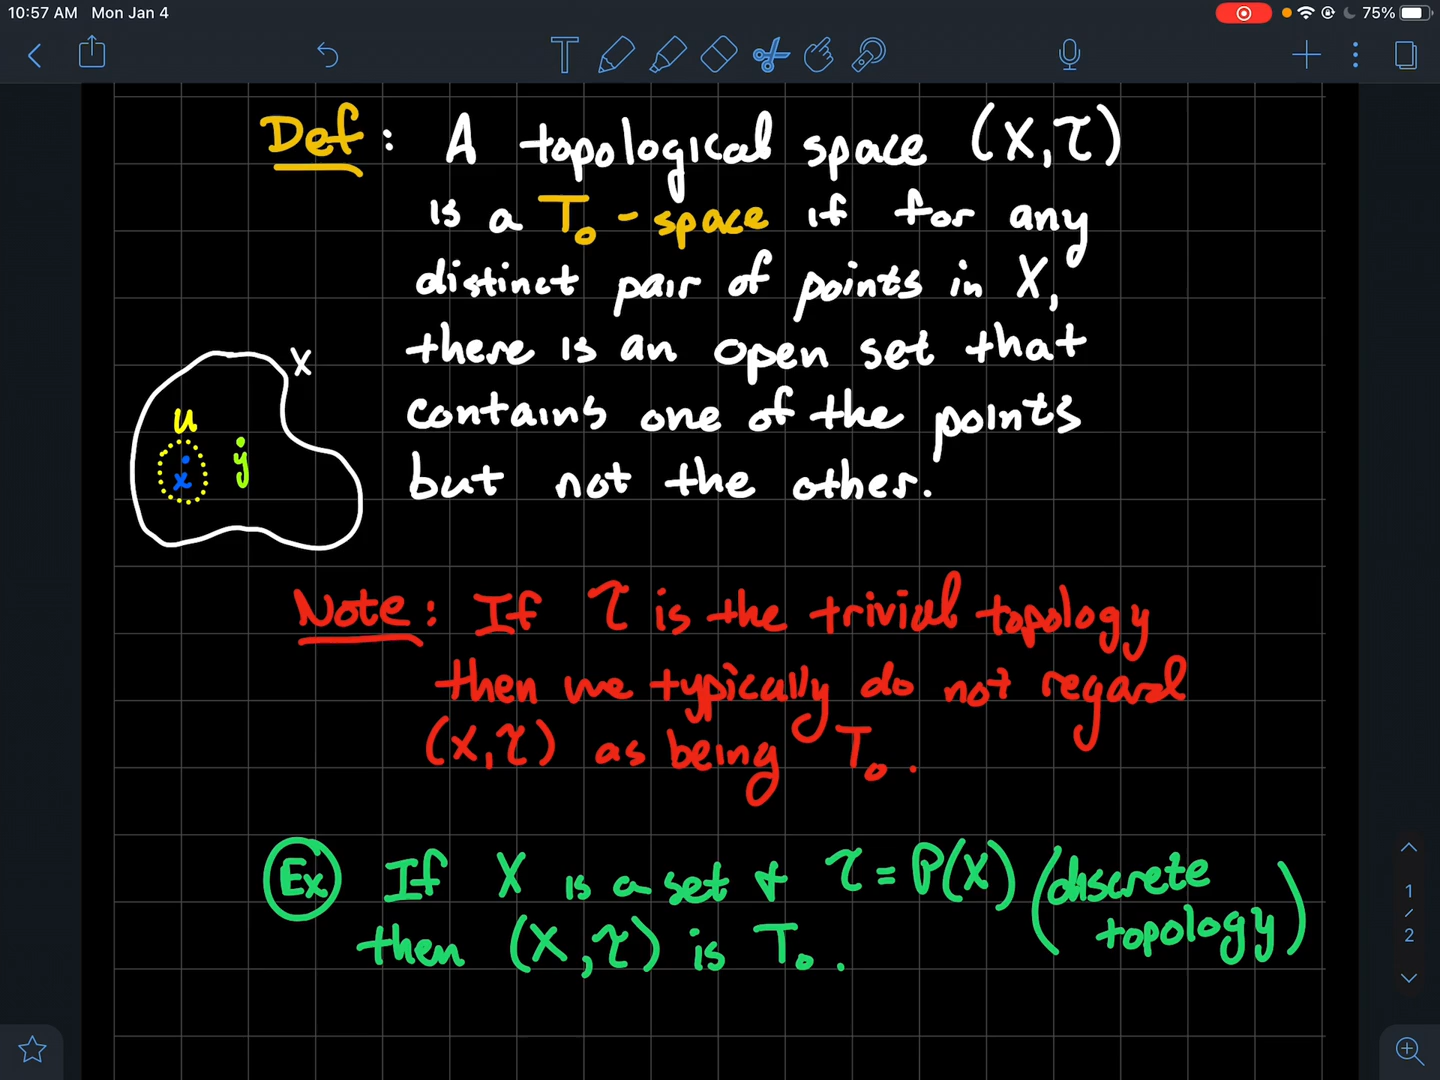 10:57 AM Mon Jan 4
75%
Def: A topological space (X,τ)
is a T₀-space if for any
distinct pair of points in X,
there is an open set that
contains one of the points
but not the other.
X
U
x
y
Note: If τ is the trivial topology
then we typically do not regard
(X,τ) as being T₀.
Ex If X is a set & τ = P(X) (discrete
topology)
then (X,τ) is T₀.
1
/
2